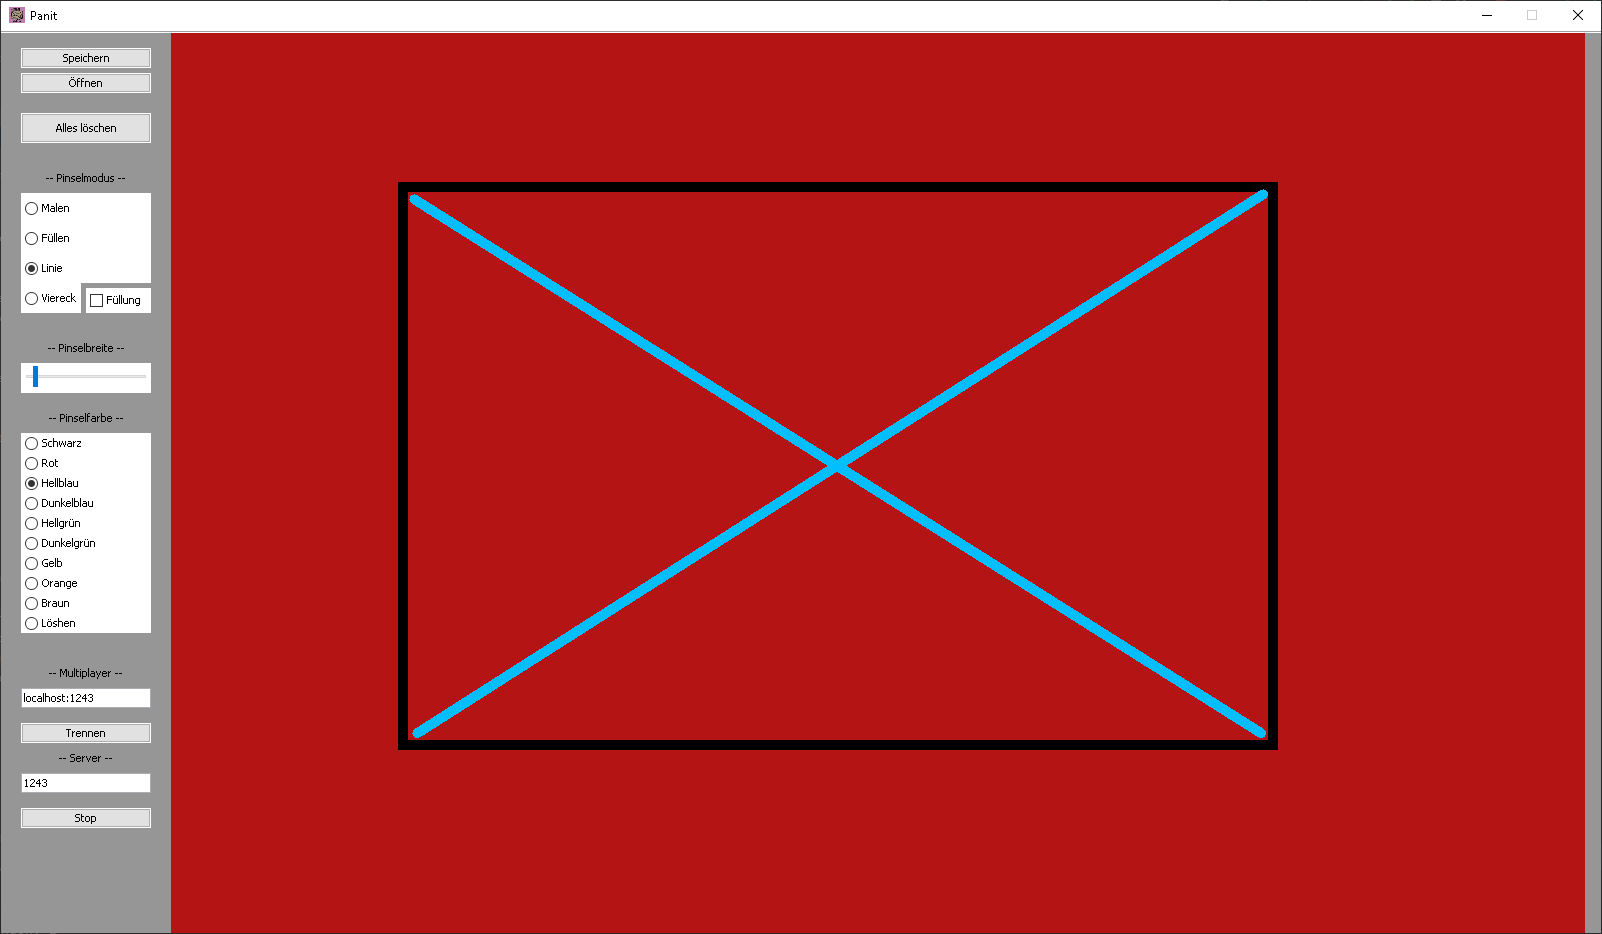 Panit
Speichern
Öffnen
Alles löschen
-- Pinselmodus --
Malen
Füllen
Linie
Viereck Füllung
-- Pinselbreite --
-- Pinselfarbe --
Schwarz
Rot
Hellblau
Dunkelblau
Hellgrün
Dunkelgrün
Gelb
Orange
Braun
Löshen
-- Multiplayer --
localhost:1243
Trennen
-- Server --
1243
Stop